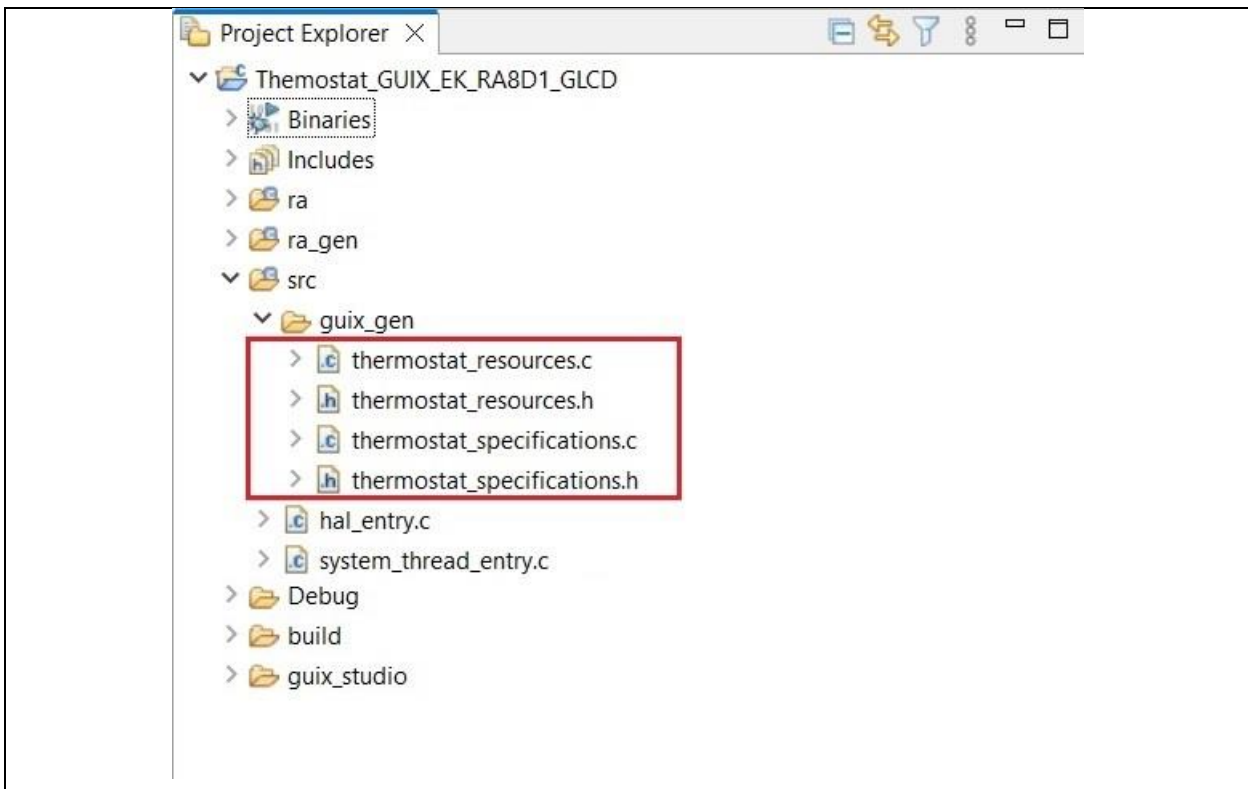 Project Explorer
Themostat_GUIX_EK_RA8D1_GLCD
Binaries
Includes
ra
ra_gen
src
guix_gen
thermostat_resources.c
thermostat_resources.h
thermostat_specifications.c
thermostat_specifications.h
hal_entry.c
system_thread_entry.c
Debug
build
guix_studio